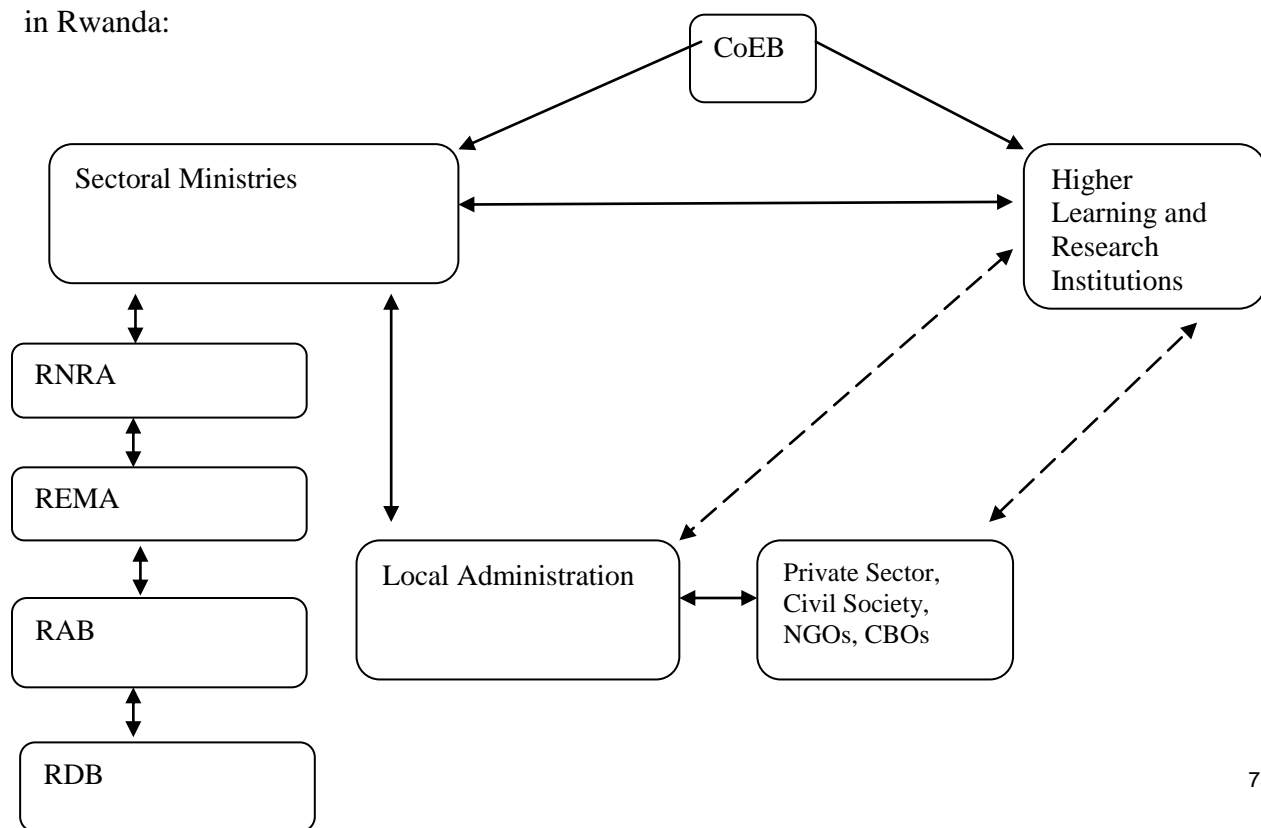 in Rwanda:
CoEB
Sectoral Ministries
Higher
Learning and
Research
Institutions
RNRA
REMA
RAB
RDB
Local Administration
Private Sector,
Civil Society,
NGOs, CBOs
7